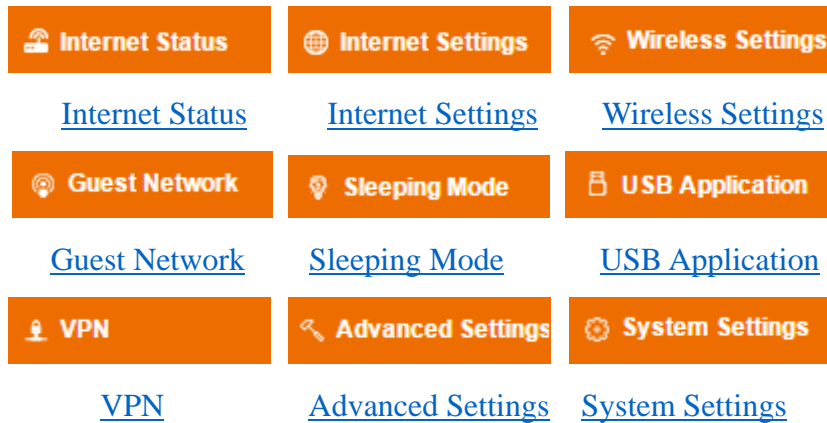 Internet Status Internet Settings Wireless Settings
Internet Status Internet Settings Wireless Settings
Guest Network Sleeping Mode USB Application
Guest Network Sleeping Mode USB Application
VPN Advanced Settings System Settings
VPN Advanced Settings System Settings